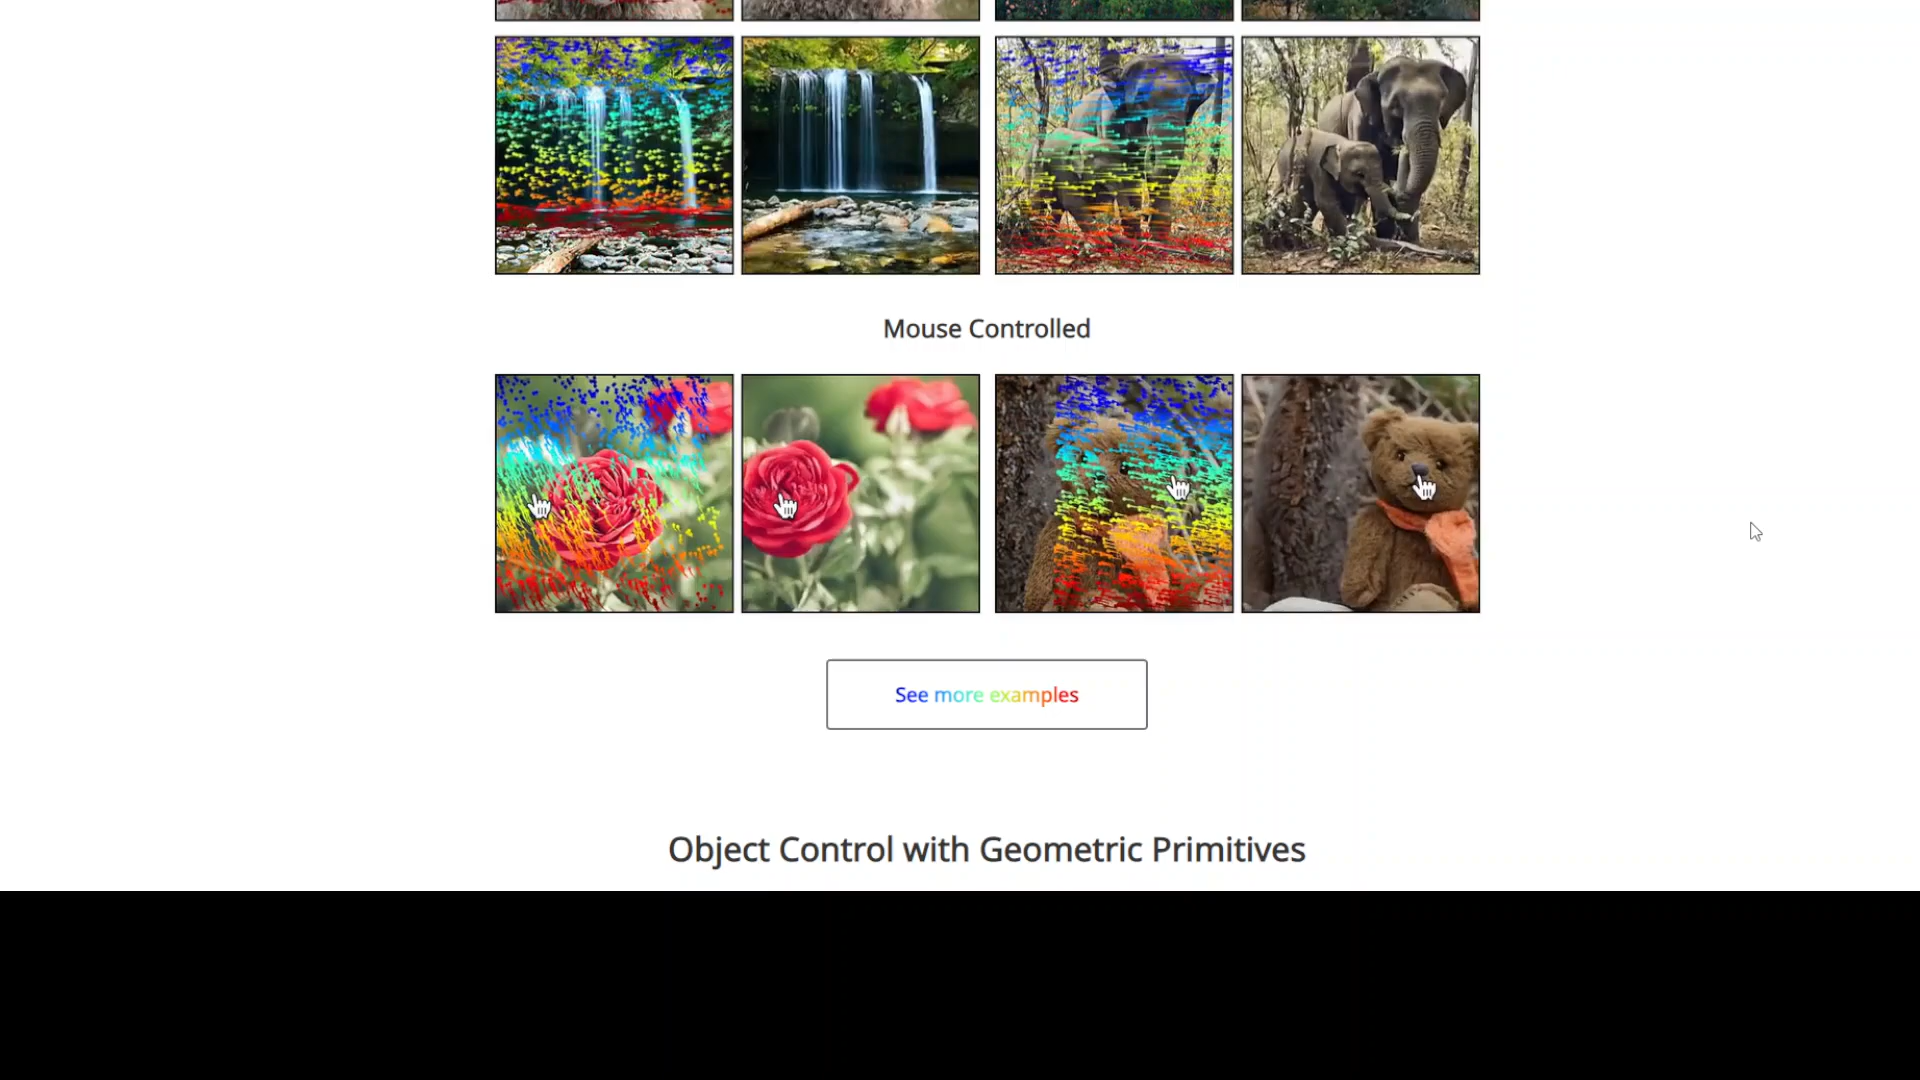 Mouse Controlled
See more examples
Object Control with Geometric Primitives